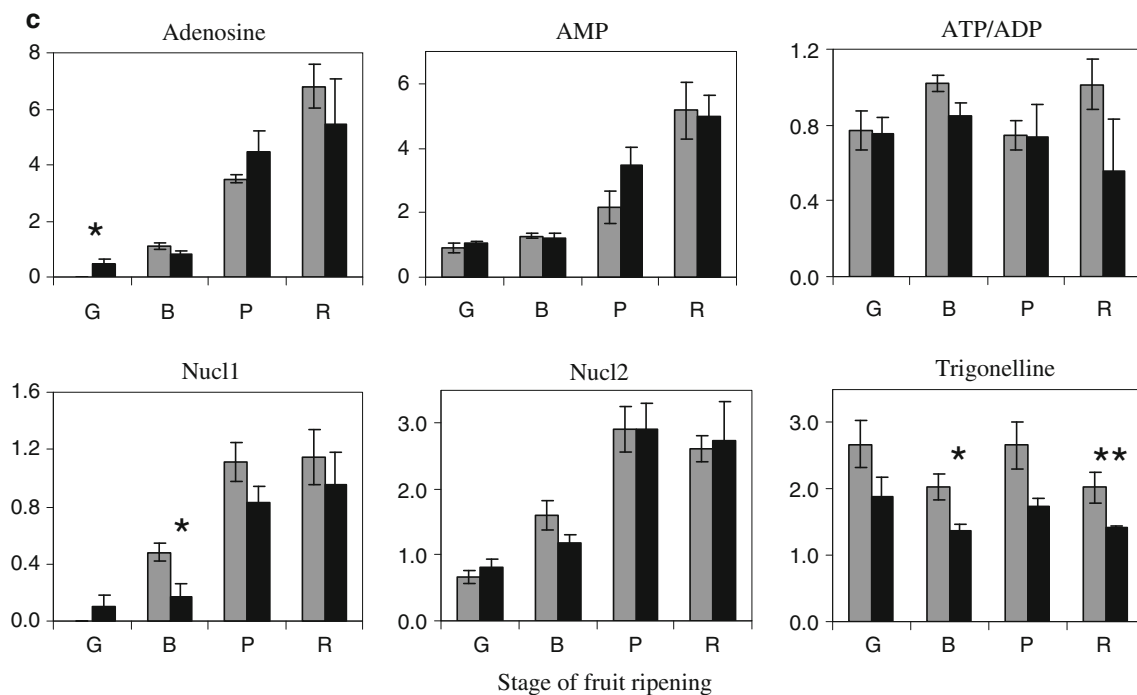 c
Adenosine
AMP
ATP/ADP
8
6
4
2
0
*
G B P R
6
4
2
0
G B P R
1.2
0.8
0.4
0.0
G B P R
Nucl1
Nucl2
Trigonelline
1.6
1.2
0.8
0.4
0.0
*
G B P R
3.0
2.0
1.0
0.0
G B P R
3.0
2.0
1.0
0.0
* **
G B P R
Stage of fruit ripening